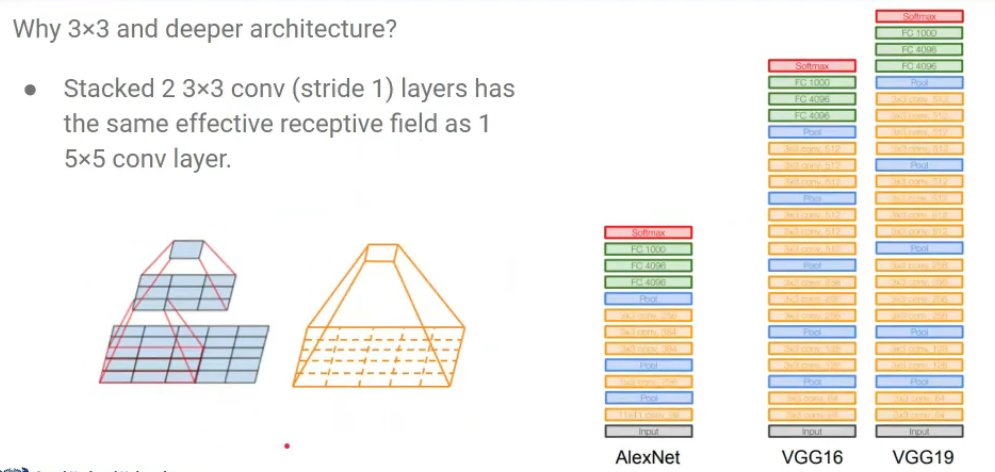 Why 3×3 and deeper architecture?
● Stacked 2 3×3 conv (stride 1) layers has
the same effective receptive field as 1
5×5 conv layer.
Softmax
FC 1000
FC 4096
FC 4096
Pool
3x3 conv, 256
3x3 conv, 384
3x3 conv, 384
Pool
Pool
11x11 conv, 96
Input
AlexNet
Softmax
FC 1000
FC 4096
FC 4096
Pool
3x3 conv, 512
3x3 conv, 512
3x3 conv, 512
Pool
3x3 conv, 512
3x3 conv, 512
3x3 conv, 512
Pool
3x3 conv, 256
3x3 conv, 256
3x3 conv, 256
Pool
3x3 conv, 128
3x3 conv, 128
Pool
3x3 conv, 64
3x3 conv, 64
Input
VGG16
Softmax
FC 1000
FC 4096
FC 4096
Pool
3x3 conv, 512
3x3 conv, 512
3x3 conv, 512
3x3 conv, 512
Pool
3x3 conv, 512
3x3 conv, 512
3x3 conv, 512
3x3 conv, 512
Pool
3x3 conv, 256
3x3 conv, 256
3x3 conv, 256
3x3 conv, 256
Pool
3x3 conv, 128
3x3 conv, 128
Pool
3x3 conv, 64
3x3 conv, 64
Input
VGG19